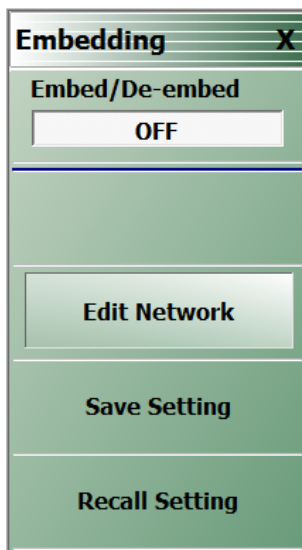 Embedding X
Embed/De-embed
OFF
Edit Network
Save Setting
Recall Setting